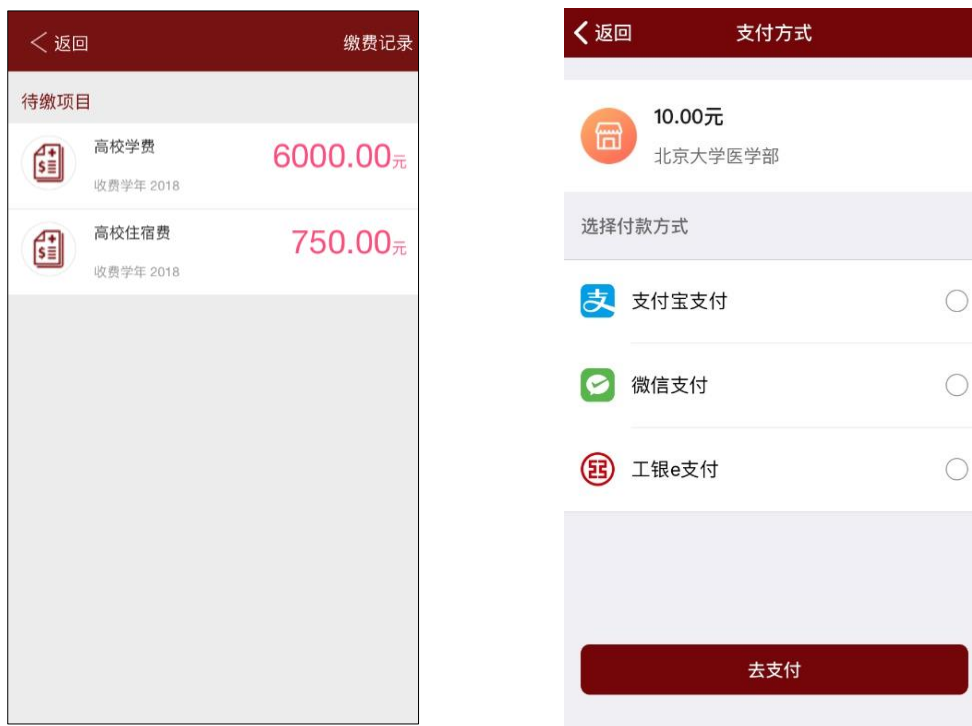 返回
缴费记录
待缴项目
高校学费
6000.00元
收费学年 2018
高校住宿费
750.00元
收费学年 2018
返回
支付方式
10.00元
北京大学医学部
选择付款方式
支 支付宝支付
微信支付
工银e支付
去支付